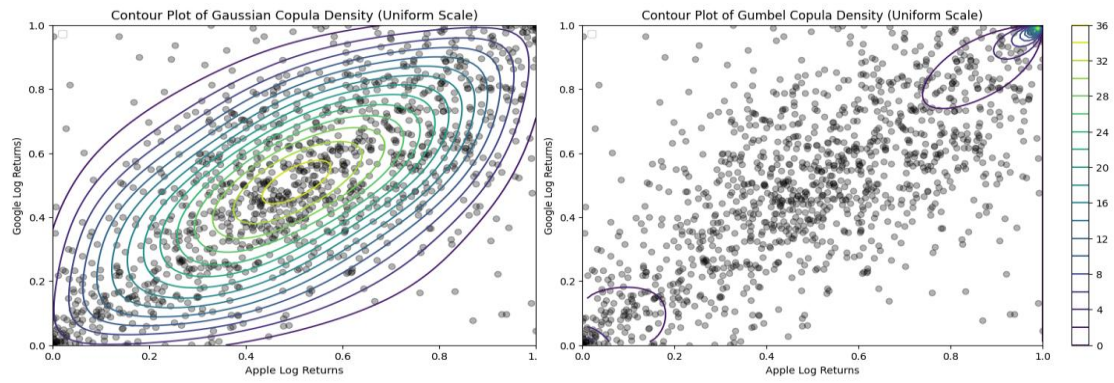 Contour Plot of Gaussian Copula Density (Uniform Scale)
1.0
0.8
0.6
0.4
0.2
0.0
Google Log Returns)
0.0 0.2 0.4 0.6 0.8 1.
Apple Log Returns
Contour Plot of Gumbel Copula Density (Uniform Scale)
1.0
0.8
0.6
0.4
0.2
0.0
Google Log Returns)
0.0 0.2 0.4 0.6 0.8 1.0
Apple Log Returns
36
32
28
24
20
16
12
8
4
0